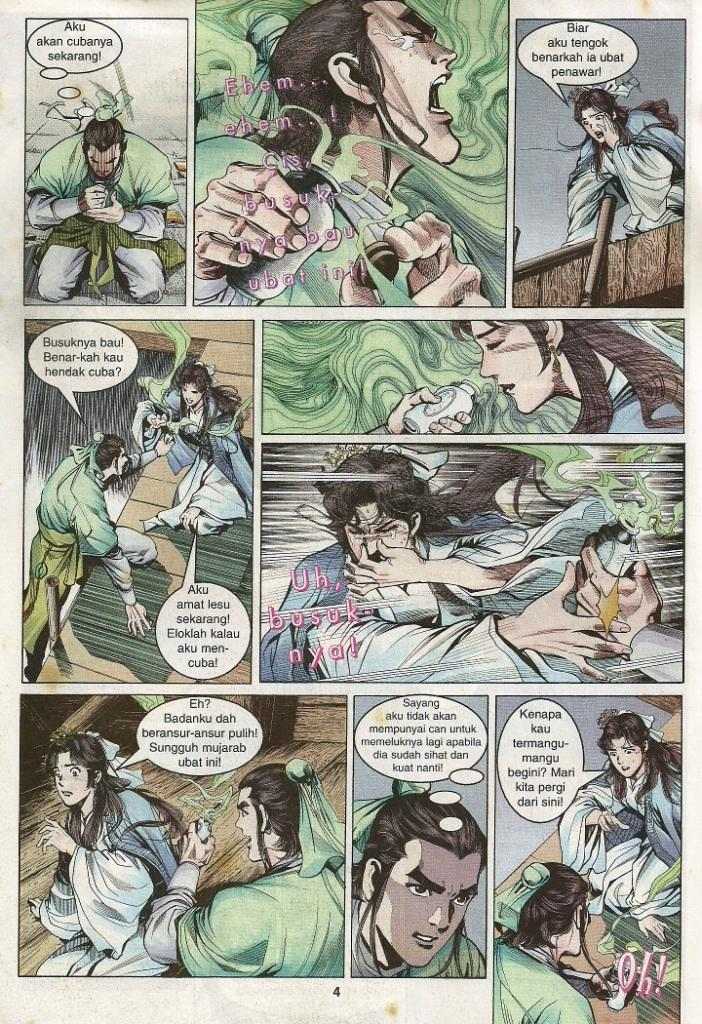 Aku
akan cubanya
sekarang!
Ehem...
ehem...!
Cis,
busuk-
nya bau
ubat ini!
Biar
aku tengok
benarkah ia ubat
penawar!
Busuknya bau!
Benar-kah kau
hendak cuba?
Aku
amat lesu
sekarang!
Eloklah kalau
aku men-
cuba!
Uh,
busuk-
nya!
Eh?
Badanku dah
beransur-ansur pulih!
Sungguh mujarab
ubat ini!
Sayang
aku tidak akan
mempunyai can untuk
memeluknya lagi apabila
dia sudah sihat dan
kuat nanti!
Kenapa
kau
termangu-
mangu
begini? Mari
kita pergi
dari sini!
Oh!
4